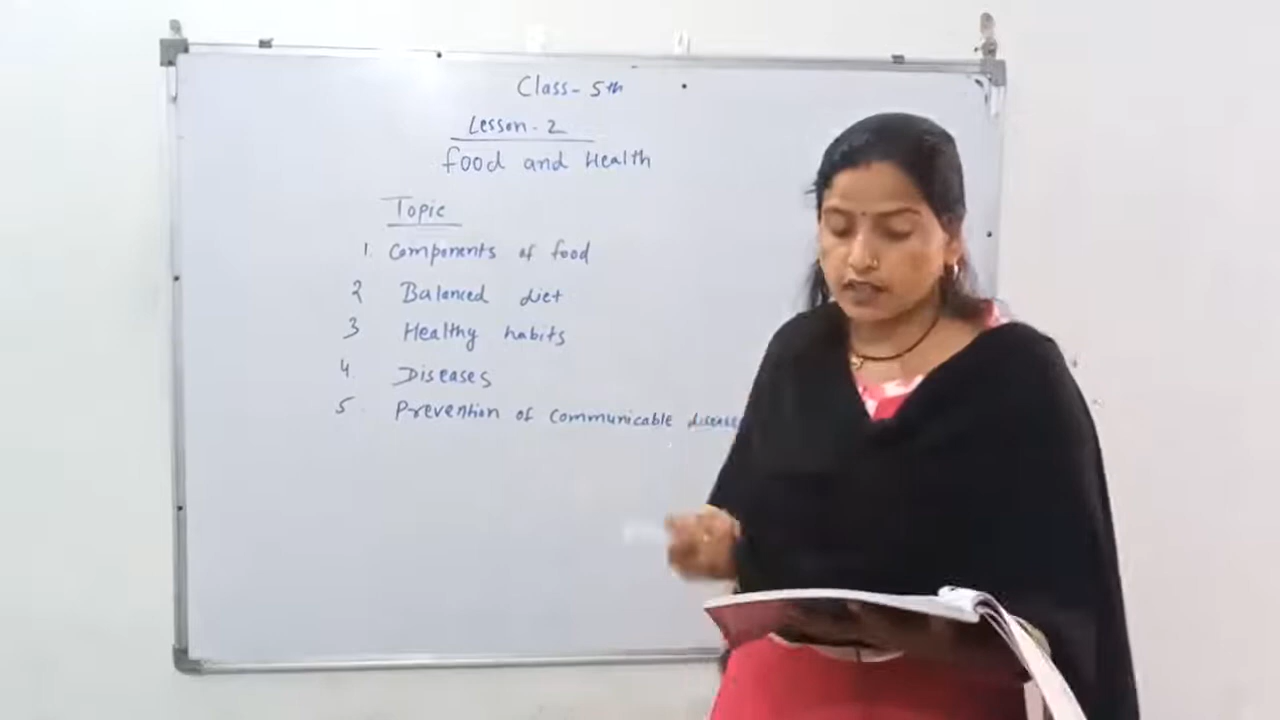 Class - 5th
Lesson - 2
Food and Health
Topic
1. Components of food
2 Balanced diet
3 Healthy habits
4. Diseases
5. Prevention of communicable disease